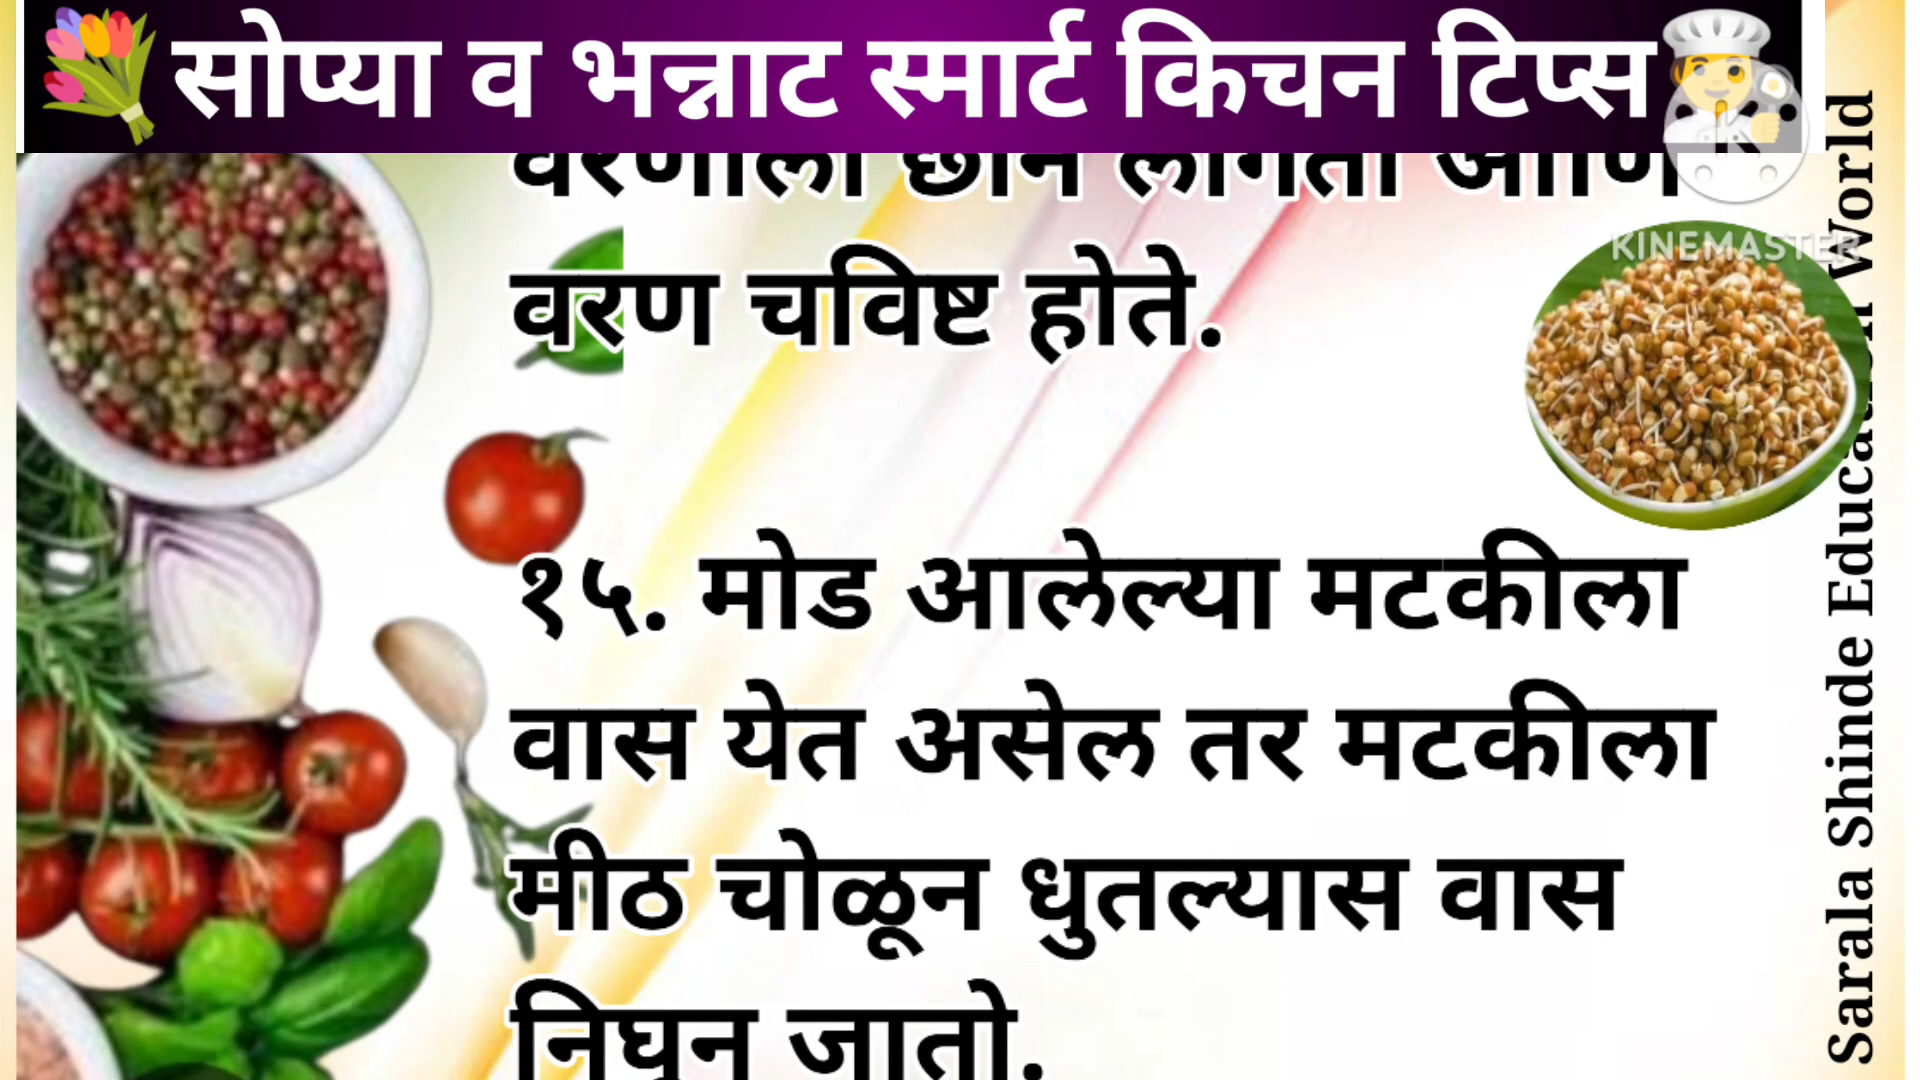 सोप्या व भन्नाट स्मार्ट किचन टिप्स
वरणाला छान लागतो आणि
वरण चविष्ट होते.
१५. मोड आलेल्या मटकीला
वास येत असेल तर मटकीला
मीठ चोळून धुतल्यास वास
निघून जातो.
KINEMASTER
Sarala Shinde Education World